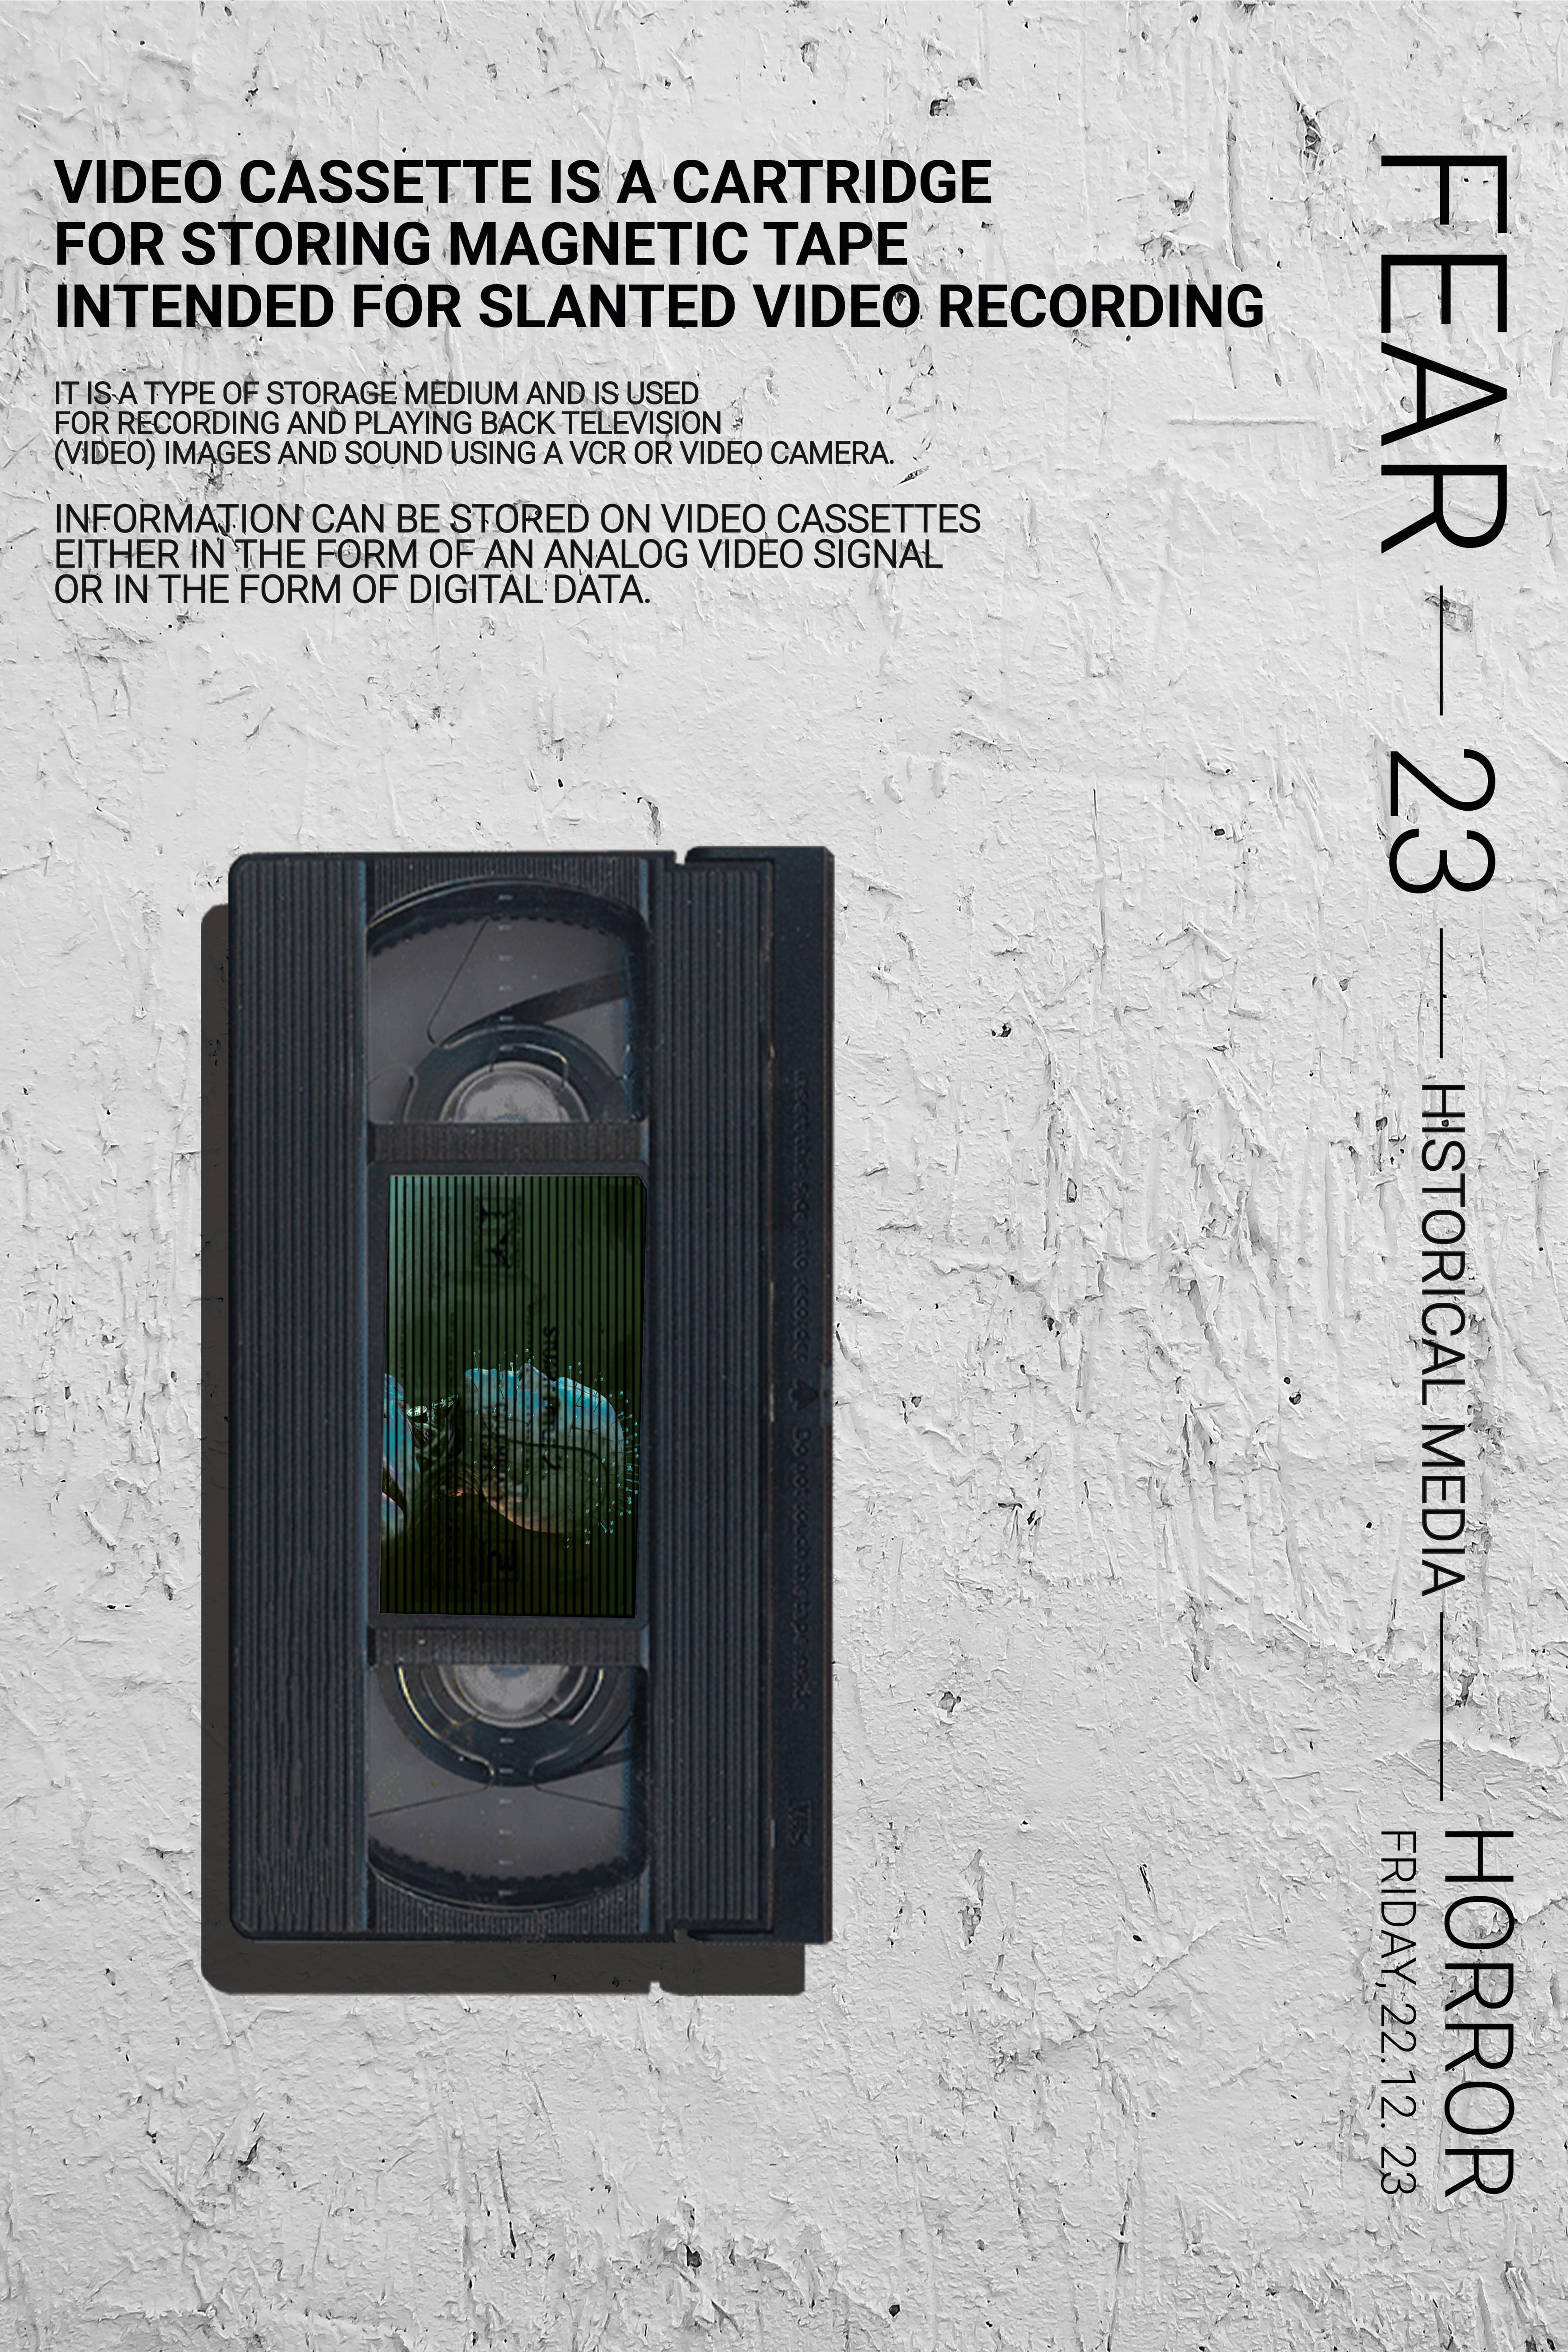 VIDEO CASSETTE IS A CARTRIDGE
FOR STORING MAGNETIC TAPE
INTENDED FOR SLANTED VIDEO RECORDING
IT IS A TYPE OF STORAGE MEDIUM AND IS USED
FOR RECORDING AND PLAYING BACK TELEVISION
(VIDEO) IMAGES AND SOUND USING A VCR OR VIDEO CAMERA.
INFORMATION CAN BE STORED ON VIDEO CASSETTES
EITHER IN THE FORM OF AN ANALOG VIDEO SIGNAL
OR IN THE FORM OF DIGITAL DATA.
FEAR — 23 — HISTORICAL MEDIA — HORROR
FRIDAY, 22.12. 23